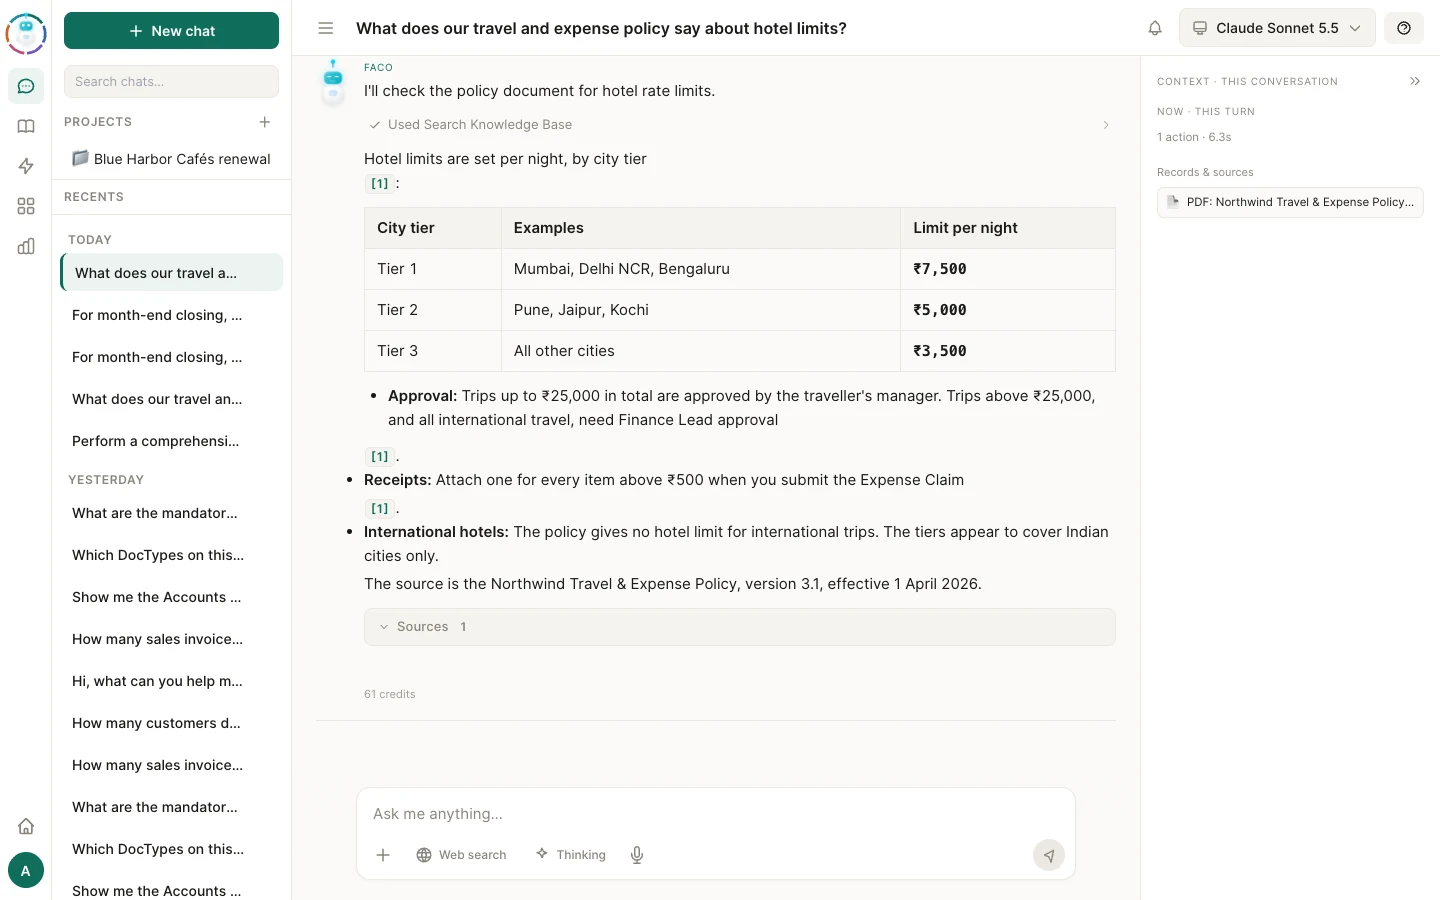 New chat
Search chats...
PROJECTS
Blue Harbor Cafés renewal
RECENTS
TODAY
What does our travel a...
For month-end closing, ...
For month-end closing, ...
What does our travel an...
Perform a comprehensi...
YESTERDAY
What are the mandator...
Which DocTypes on this...
Show me the Accounts ...
How many sales invoice...
Hi, what can you help m...
How many customers d...
How many sales invoice...
What are the mandator...
Which DocTypes on this...
Show me the Accounts ...
A
What does our travel and expense policy say about hotel limits?
Claude Sonnet 5.5
FACO
I'll check the policy document for hotel rate limits.
Used Search Knowledge Base
Hotel limits are set per night, by city tier
[1] :
City tier Examples Limit per night
Tier 1 Mumbai, Delhi NCR, Bengaluru ₹7,500
Tier 2 Pune, Jaipur, Kochi ₹5,000
Tier 3 All other cities ₹3,500
• Approval: Trips up to ₹25,000 in total are approved by the traveller's manager. Trips above ₹25,000,
and all international travel, need Finance Lead approval
[1] .
• Receipts: Attach one for every item above ₹500 when you submit the Expense Claim
[1] .
• International hotels: The policy gives no hotel limit for international trips. The tiers appear to cover Indian
cities only.
The source is the Northwind Travel & Expense Policy, version 3.1, effective 1 April 2026.
Sources 1
61 credits
Ask me anything...
Web search Thinking
CONTEXT · THIS CONVERSATION
NOW · THIS TURN
1 action · 6.3s
Records & sources
PDF: Northwind Travel & Expense Policy...